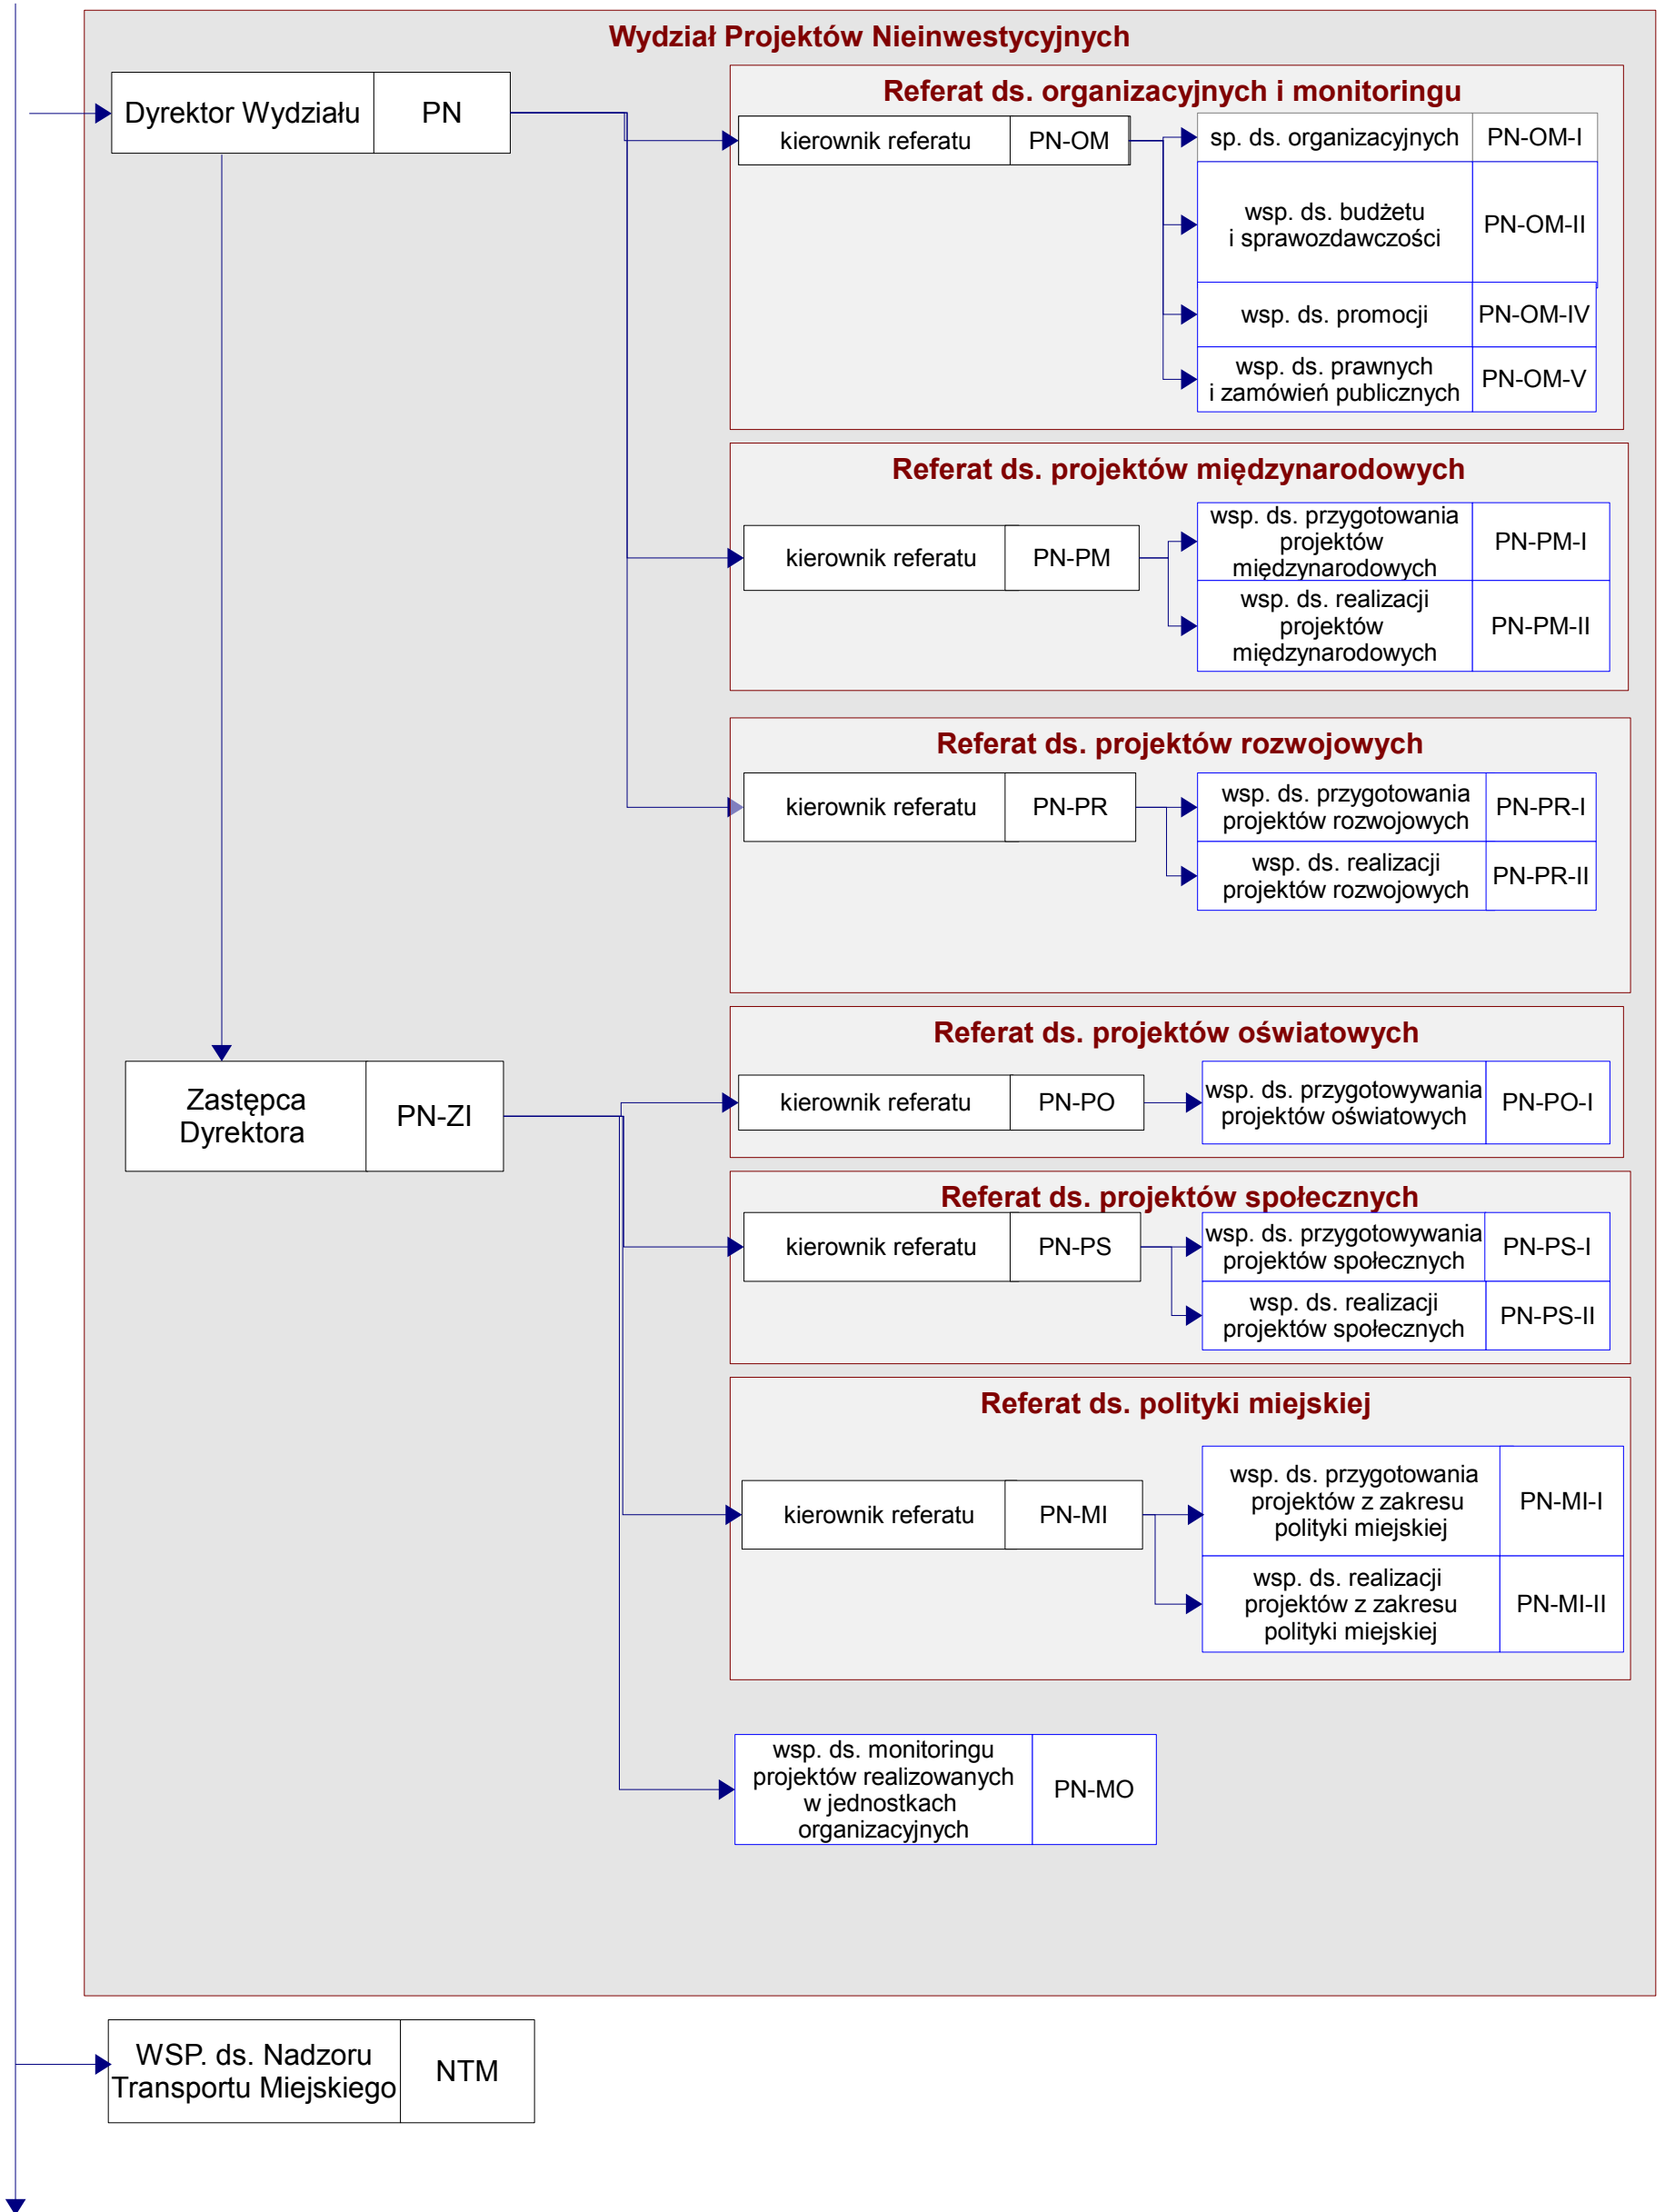 Wydział Projektów Nieinwestycyjnych
Dyrektor Wydziału
PN
Referat ds. organizacyjnych i monitoringu
kierownik referatu
PN-OM
sp. ds. organizacyjnych
PN-OM-I
wsp. ds. budżetu
i sprawozdawczości
PN-OM-II
wsp. ds. promocji
PN-OM-IV
wsp. ds. prawnych
i zamówień publicznych
PN-OM-V
Referat ds. projektów międzynarodowych
kierownik referatu
PN-PM
wsp. ds. przygotowania
projektów
międzynarodowych
PN-PM-I
wsp. ds. realizacji
projektów
międzynarodowych
PN-PM-II
Referat ds. projektów rozwojowych
kierownik referatu
PN-PR
wsp. ds. przygotowania
projektów rozwojowych
PN-PR-I
wsp. ds. realizacji
projektów rozwojowych
PN-PR-II
Zastępca
Dyrektora
PN-ZI
Referat ds. projektów oświatowych
kierownik referatu
PN-PO
wsp. ds. przygotowywania
projektów oświatowych
PN-PO-I
Referat ds. projektów społecznych
kierownik referatu
PN-PS
wsp. ds. przygotowywania
projektów społecznych
PN-PS-I
wsp. ds. realizacji
projektów społecznych
PN-PS-II
Referat ds. polityki miejskiej
kierownik referatu
PN-MI
wsp. ds. przygotowania
projektów z zakresu
polityki miejskiej
PN-MI-I
wsp. ds. realizacji
projektów z zakresu
polityki miejskiej
PN-MI-II
wsp. ds. monitoringu
projektów realizowanych
w jednostkach
organizacyjnych
PN-MO
WSP. ds. Nadzoru
Transportu Miejskiego
NTM